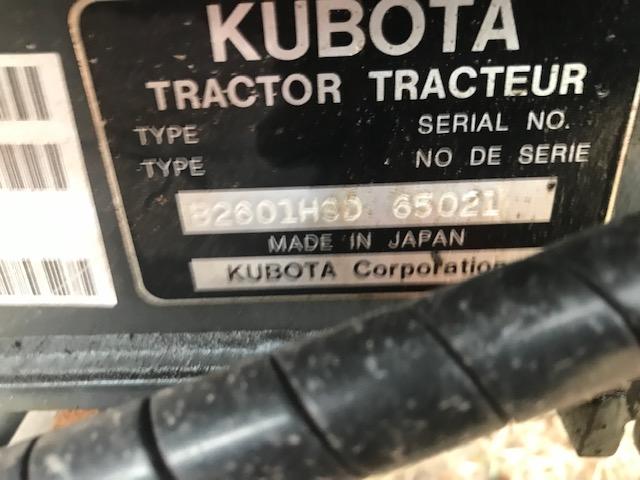 KUBOTA
TRACTOR TRACTEUR
TYPE SERIAL NO.
TYPE NO DE SERIE
B2601HSD 65021
MADE IN JAPAN
KUBOTA Corporation